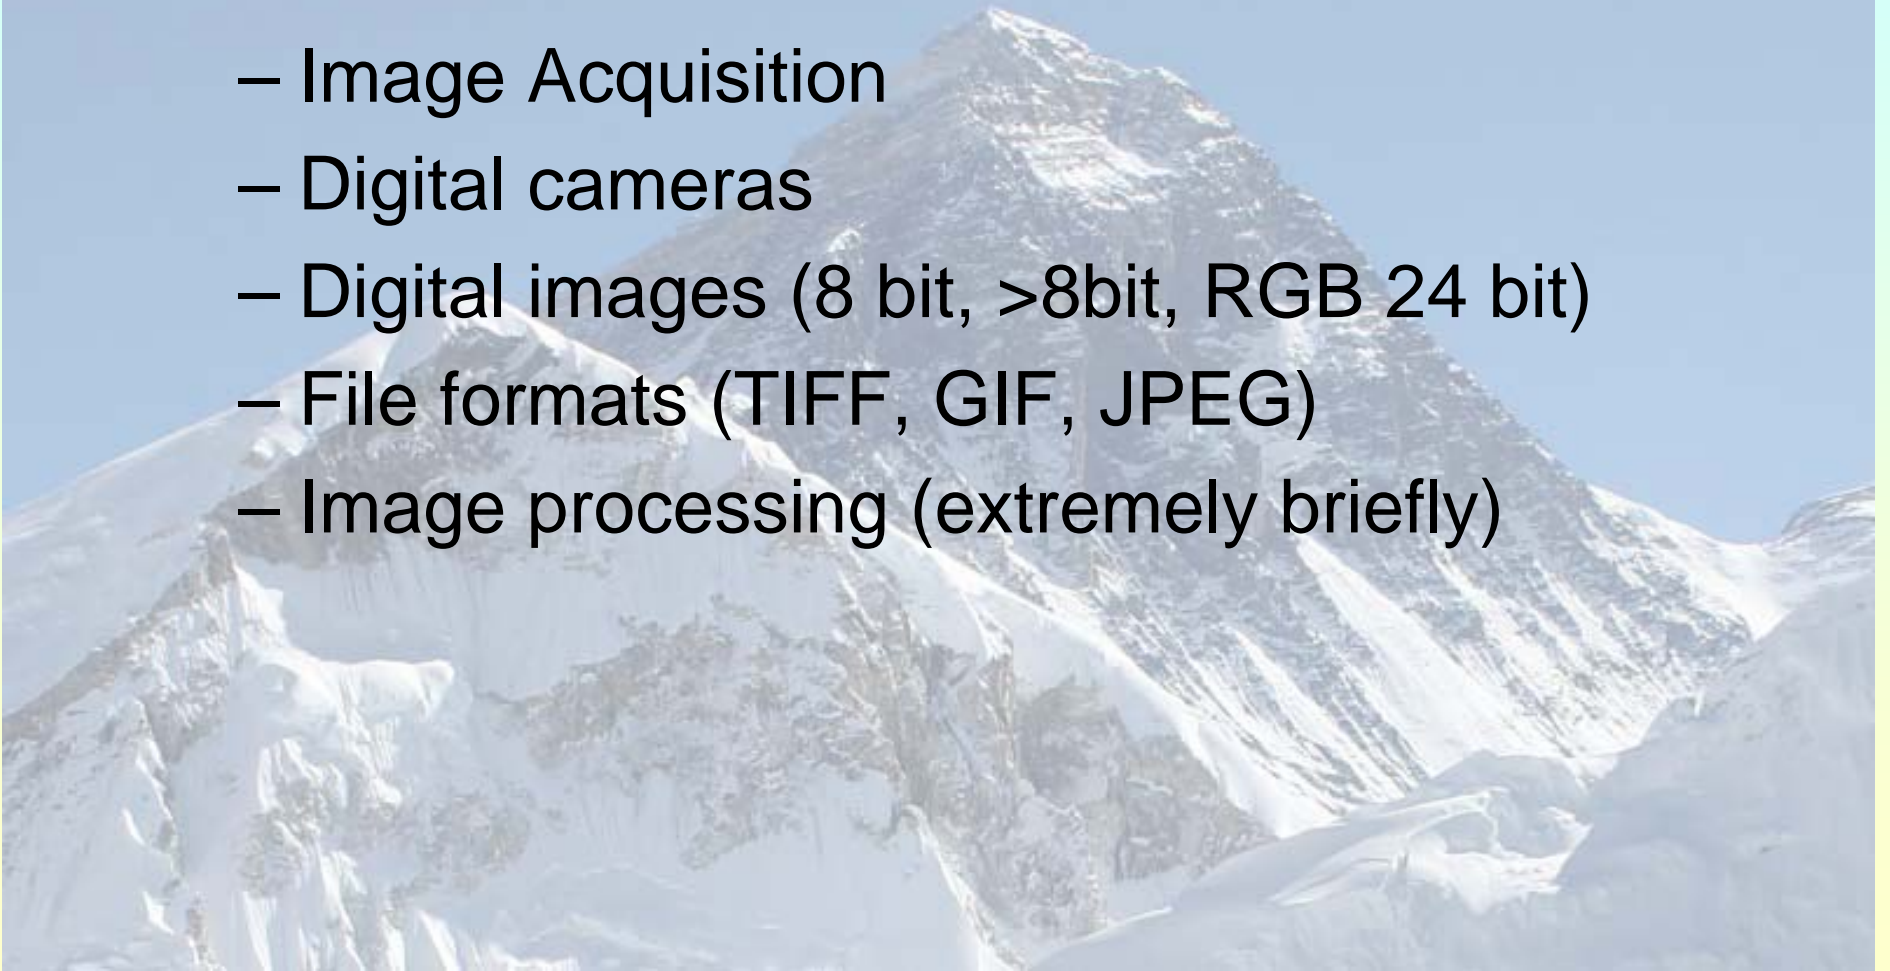 – Image Acquisition
– Digital cameras
– Digital images (8 bit, >8bit, RGB 24 bit)
– File formats (TIFF, GIF, JPEG)
– Image processing (extremely briefly)